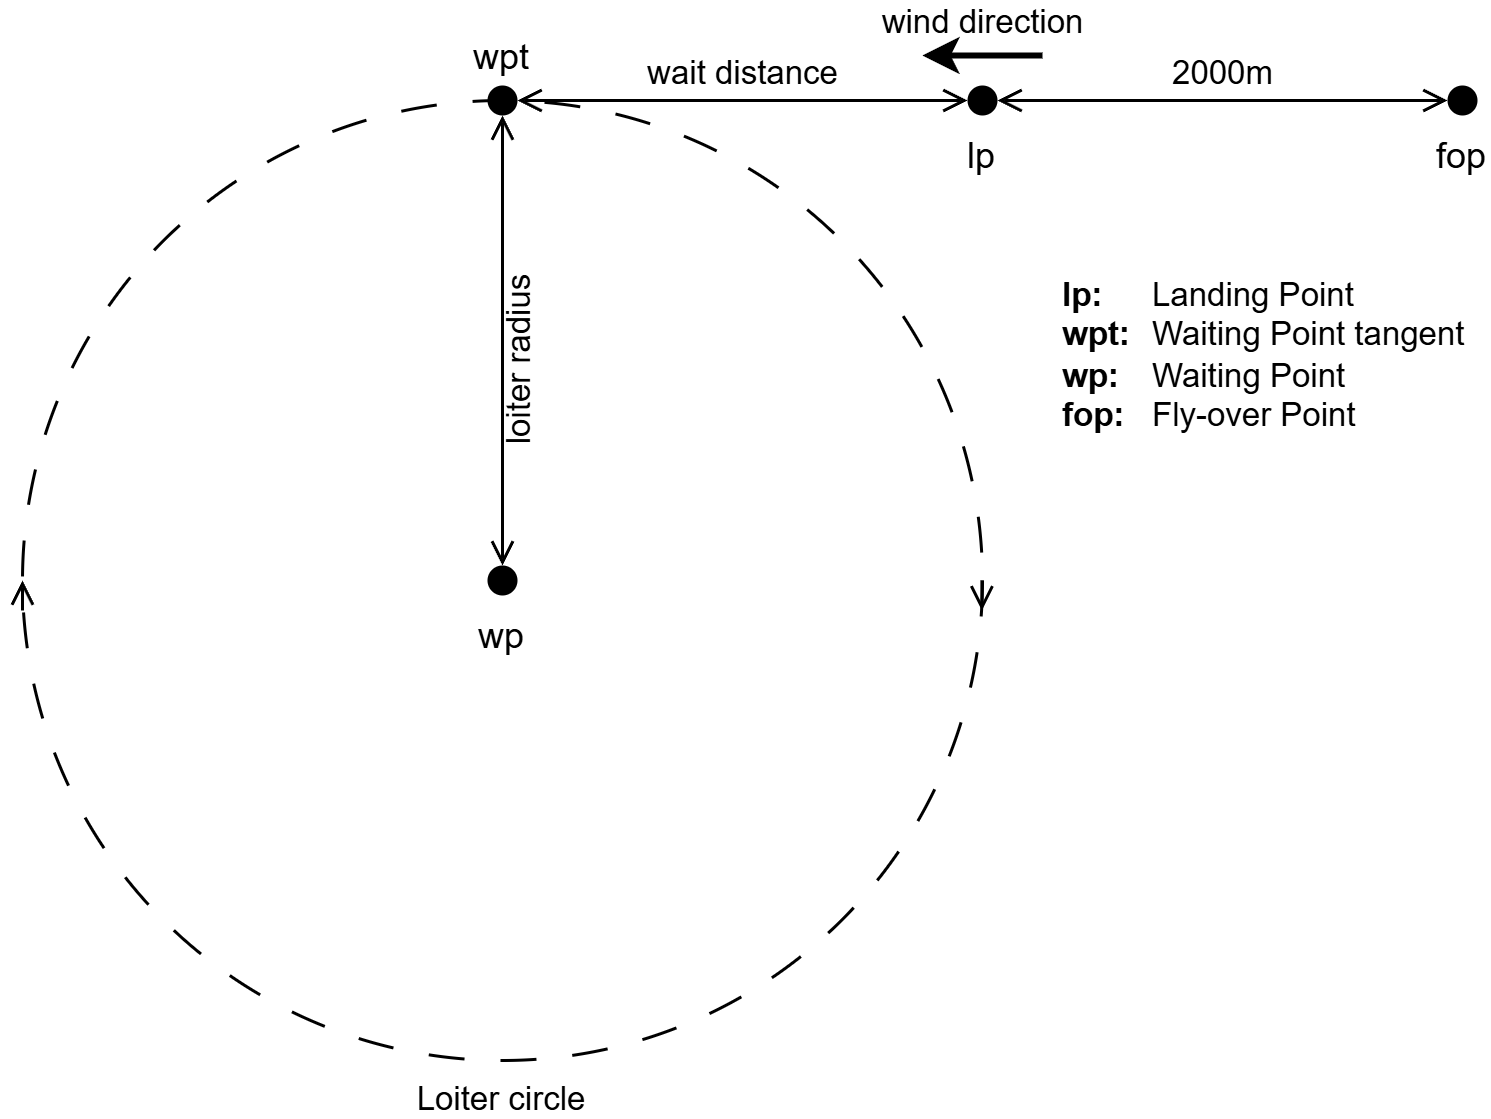 wind direction
wpt
wait distance
2000m
lp
fop
loiter radius
lp: Landing Point
wpt: Waiting Point tangent
wp: Waiting Point
fop: Fly-over Point
wp
Loiter circle